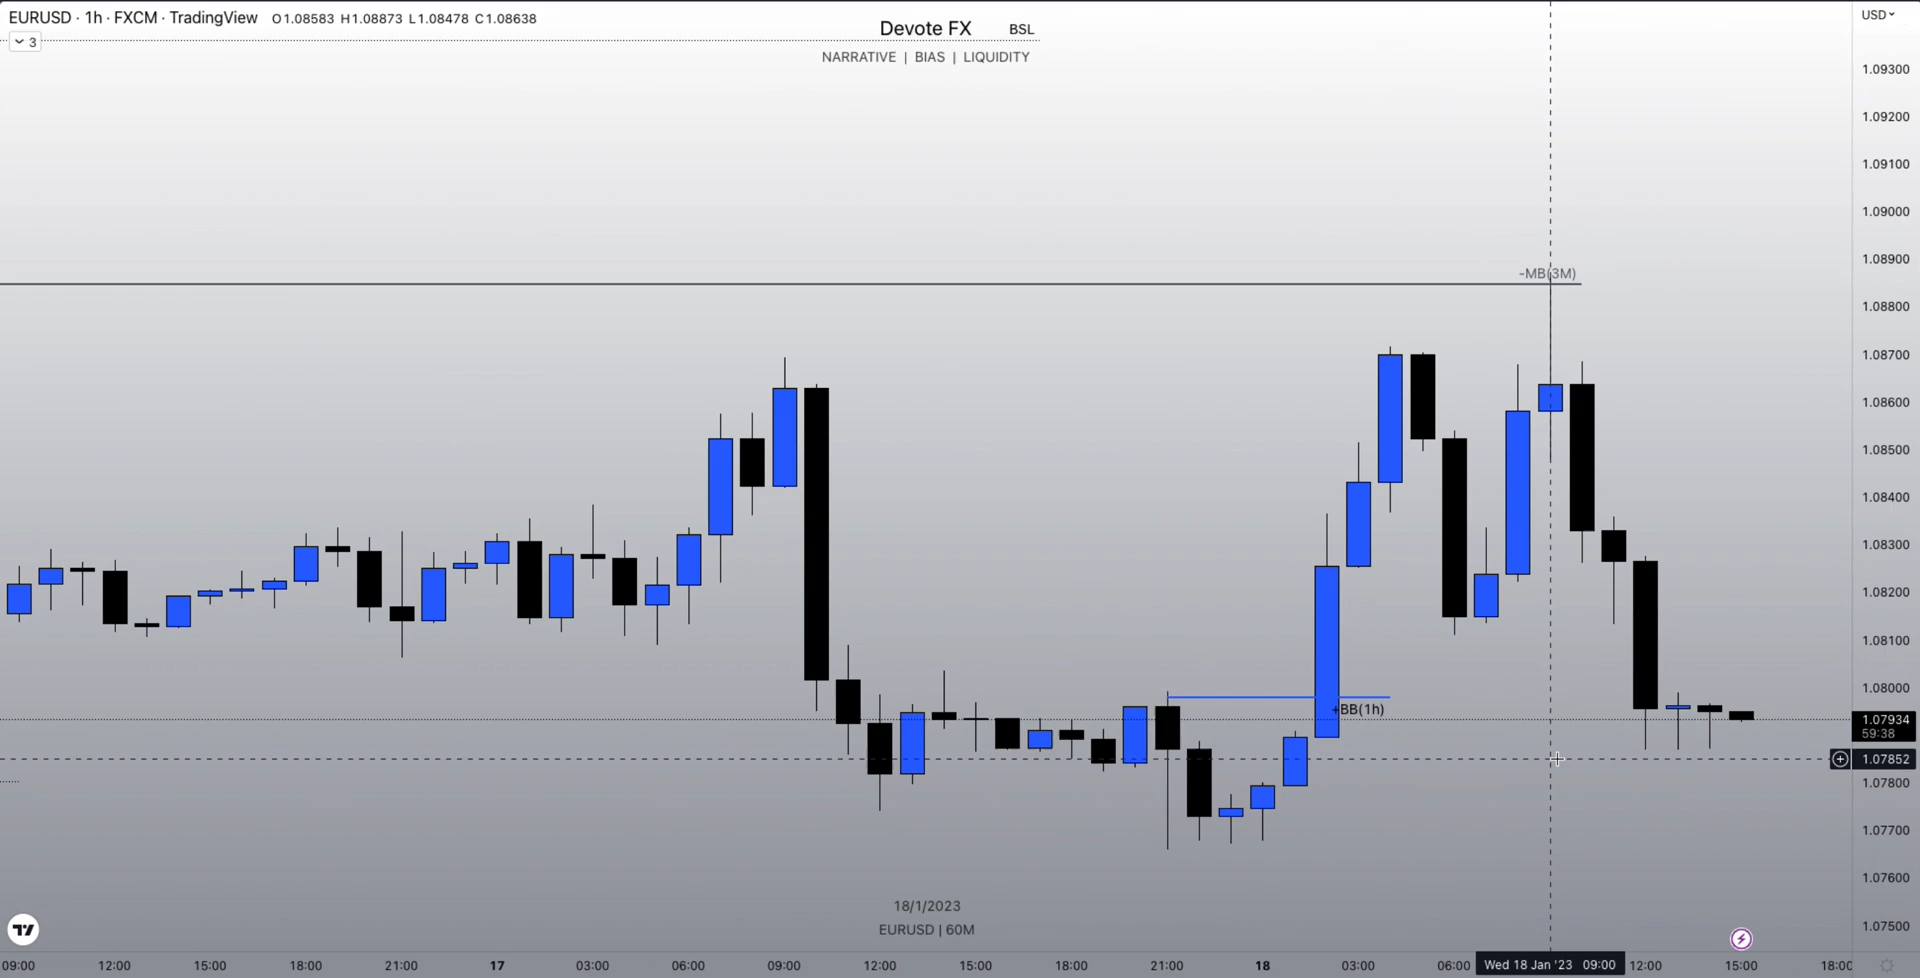 EURUSD · 1h · FXCM · TradingView O1.08583 H1.08873 L1.08478 C1.08638
3
Devote FX BSL
NARRATIVE | BIAS | LIQUIDITY
USD
1.09300
1.09200
1.09100
1.09000
1.08900
-MB(3M)
1.08800
1.08700
1.08600
1.08500
1.08400
1.08300
1.08200
1.08100
1.08000
+BB(1h)
1.07934
59:38
1.07852
1.07800
1.07700
1.07600
1.07500
18/1/2023
EURUSD | 60M
09:00 12:00 15:00 18:00 21:00 17 03:00 06:00 09:00 12:00 15:00 18:00 21:00 18 03:00 06:00 Wed 18 Jan '23 09:00 12:00 15:00 18:00